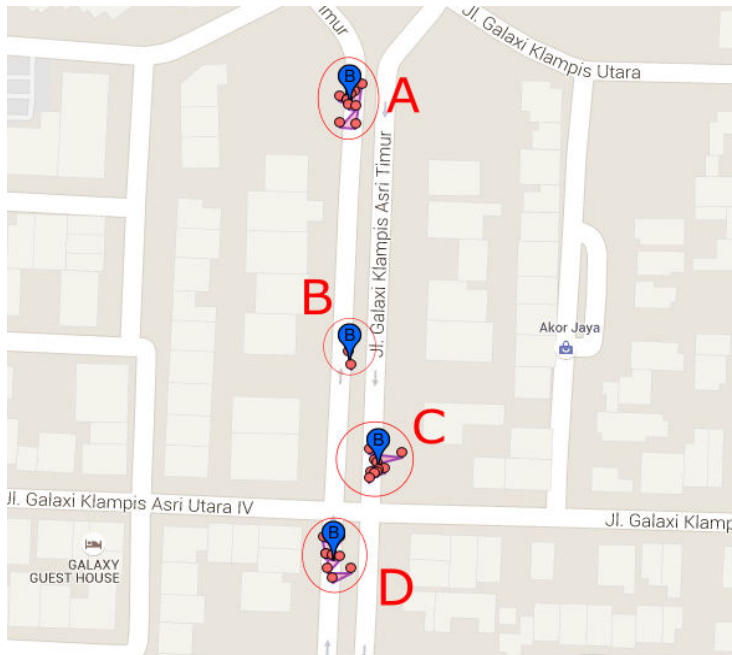 Timur
Jl. Galaxi Klampis Utara
B
A
Jl. Galaxi Klampis Asri Timur
B
B
Akor Jaya
C
B
Jl. Galaxi Klampis Asri Utara IV
Jl. Galaxi Klamp
B
GALAXY
GUEST HOUSE
D